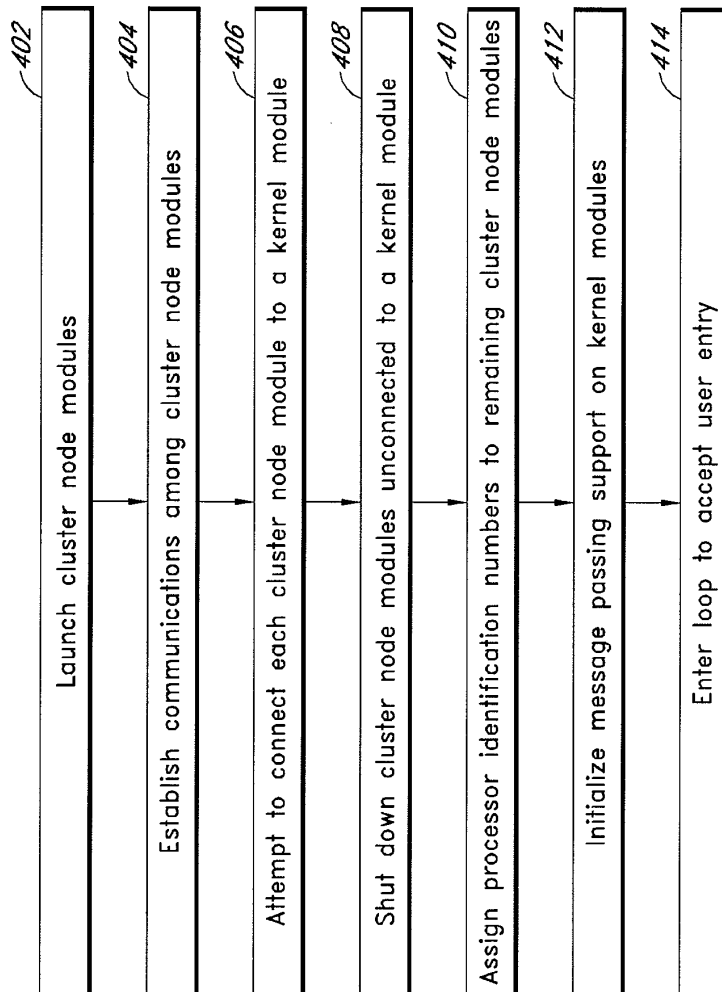 402
Launch cluster node modules
404
Establish communications among cluster node modules
406
Attempt to connect each cluster node module to a kernel module
408
Shut down cluster node modules unconnected to a kernel module
410
Assign processor identification numbers to remaining cluster node modules
412
Initialize message passing support on kernel modules
414
Enter loop to accept user entry